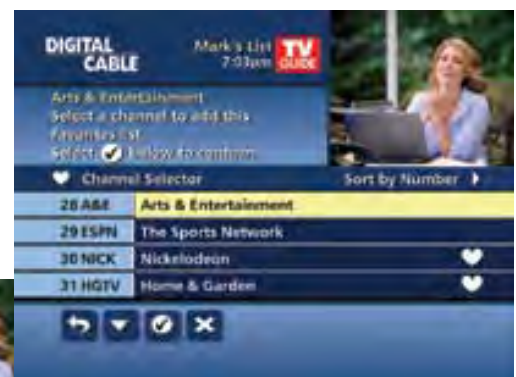 DIGITAL CABLE
Mark's List
7:03pm
TV GUIDE
Arts & Entertainment
Select a channel to add this
Favorites list
Select below to confirm
Channel Selector
Sort by Number
28 A&E Arts & Entertainment
29 ESPN The Sports Network
30 NICK Nickelodeon
31 HGTV Home & Garden